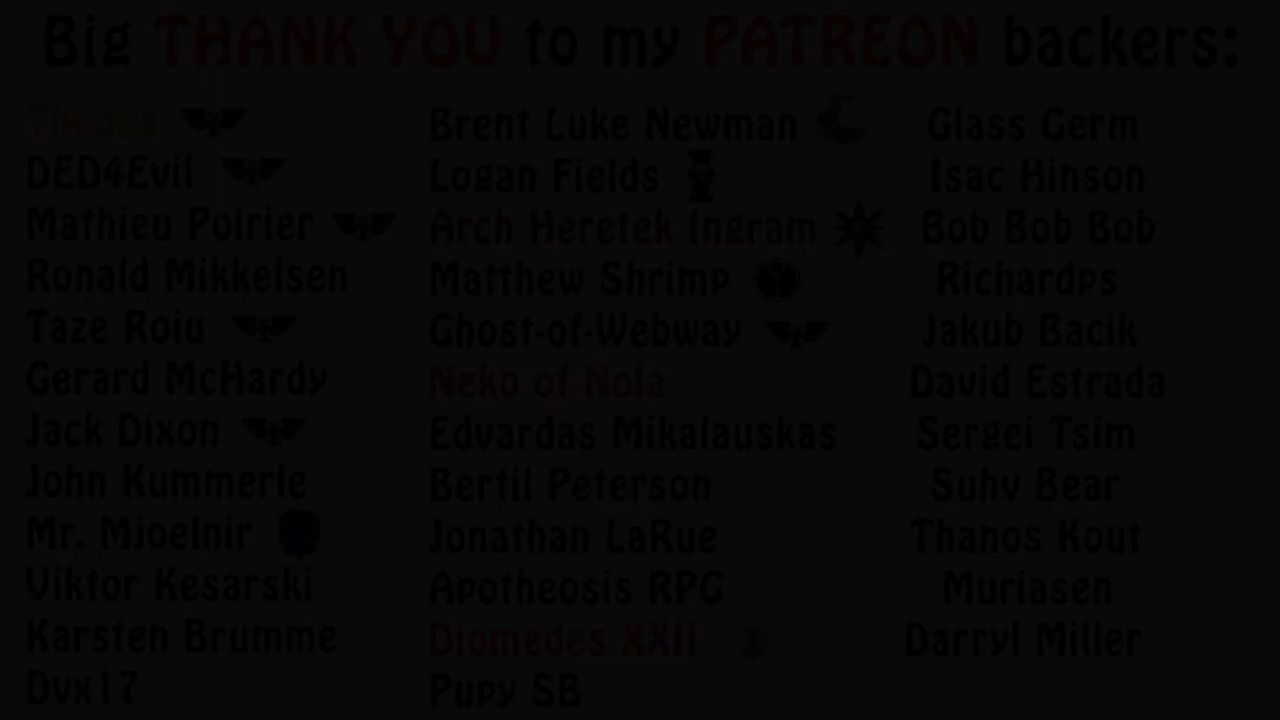 Big THANK YOU to my PATREON backers:
Theoes
DED4Evil
Mathieu Poirier
Ronald Mikkelsen
Taze Roiu
Gerard McHardy
Jack Dixon
John Kummerle
Mr. Mjoelnir
Viktor Kesarski
Karsten Brumme
Dvx17
Brent Luke Newman
Logan Fields
Arch Heretek Ingram
Matthew Shrimp
Ghost-of-Webway
Neko of Nola
Edvardas Mikalauskas
Bertil Peterson
Jonathan LaRue
Apotheosis RPG
Diomedes XXII
Pupy SB
Glass Germ
Isac Hinson
Bob Bob Bob
Richardps
Jakub Bacik
David Estrada
Sergei Tsim
Suhv Bear
Thanos Kout
Muriasen
Darryl Miller